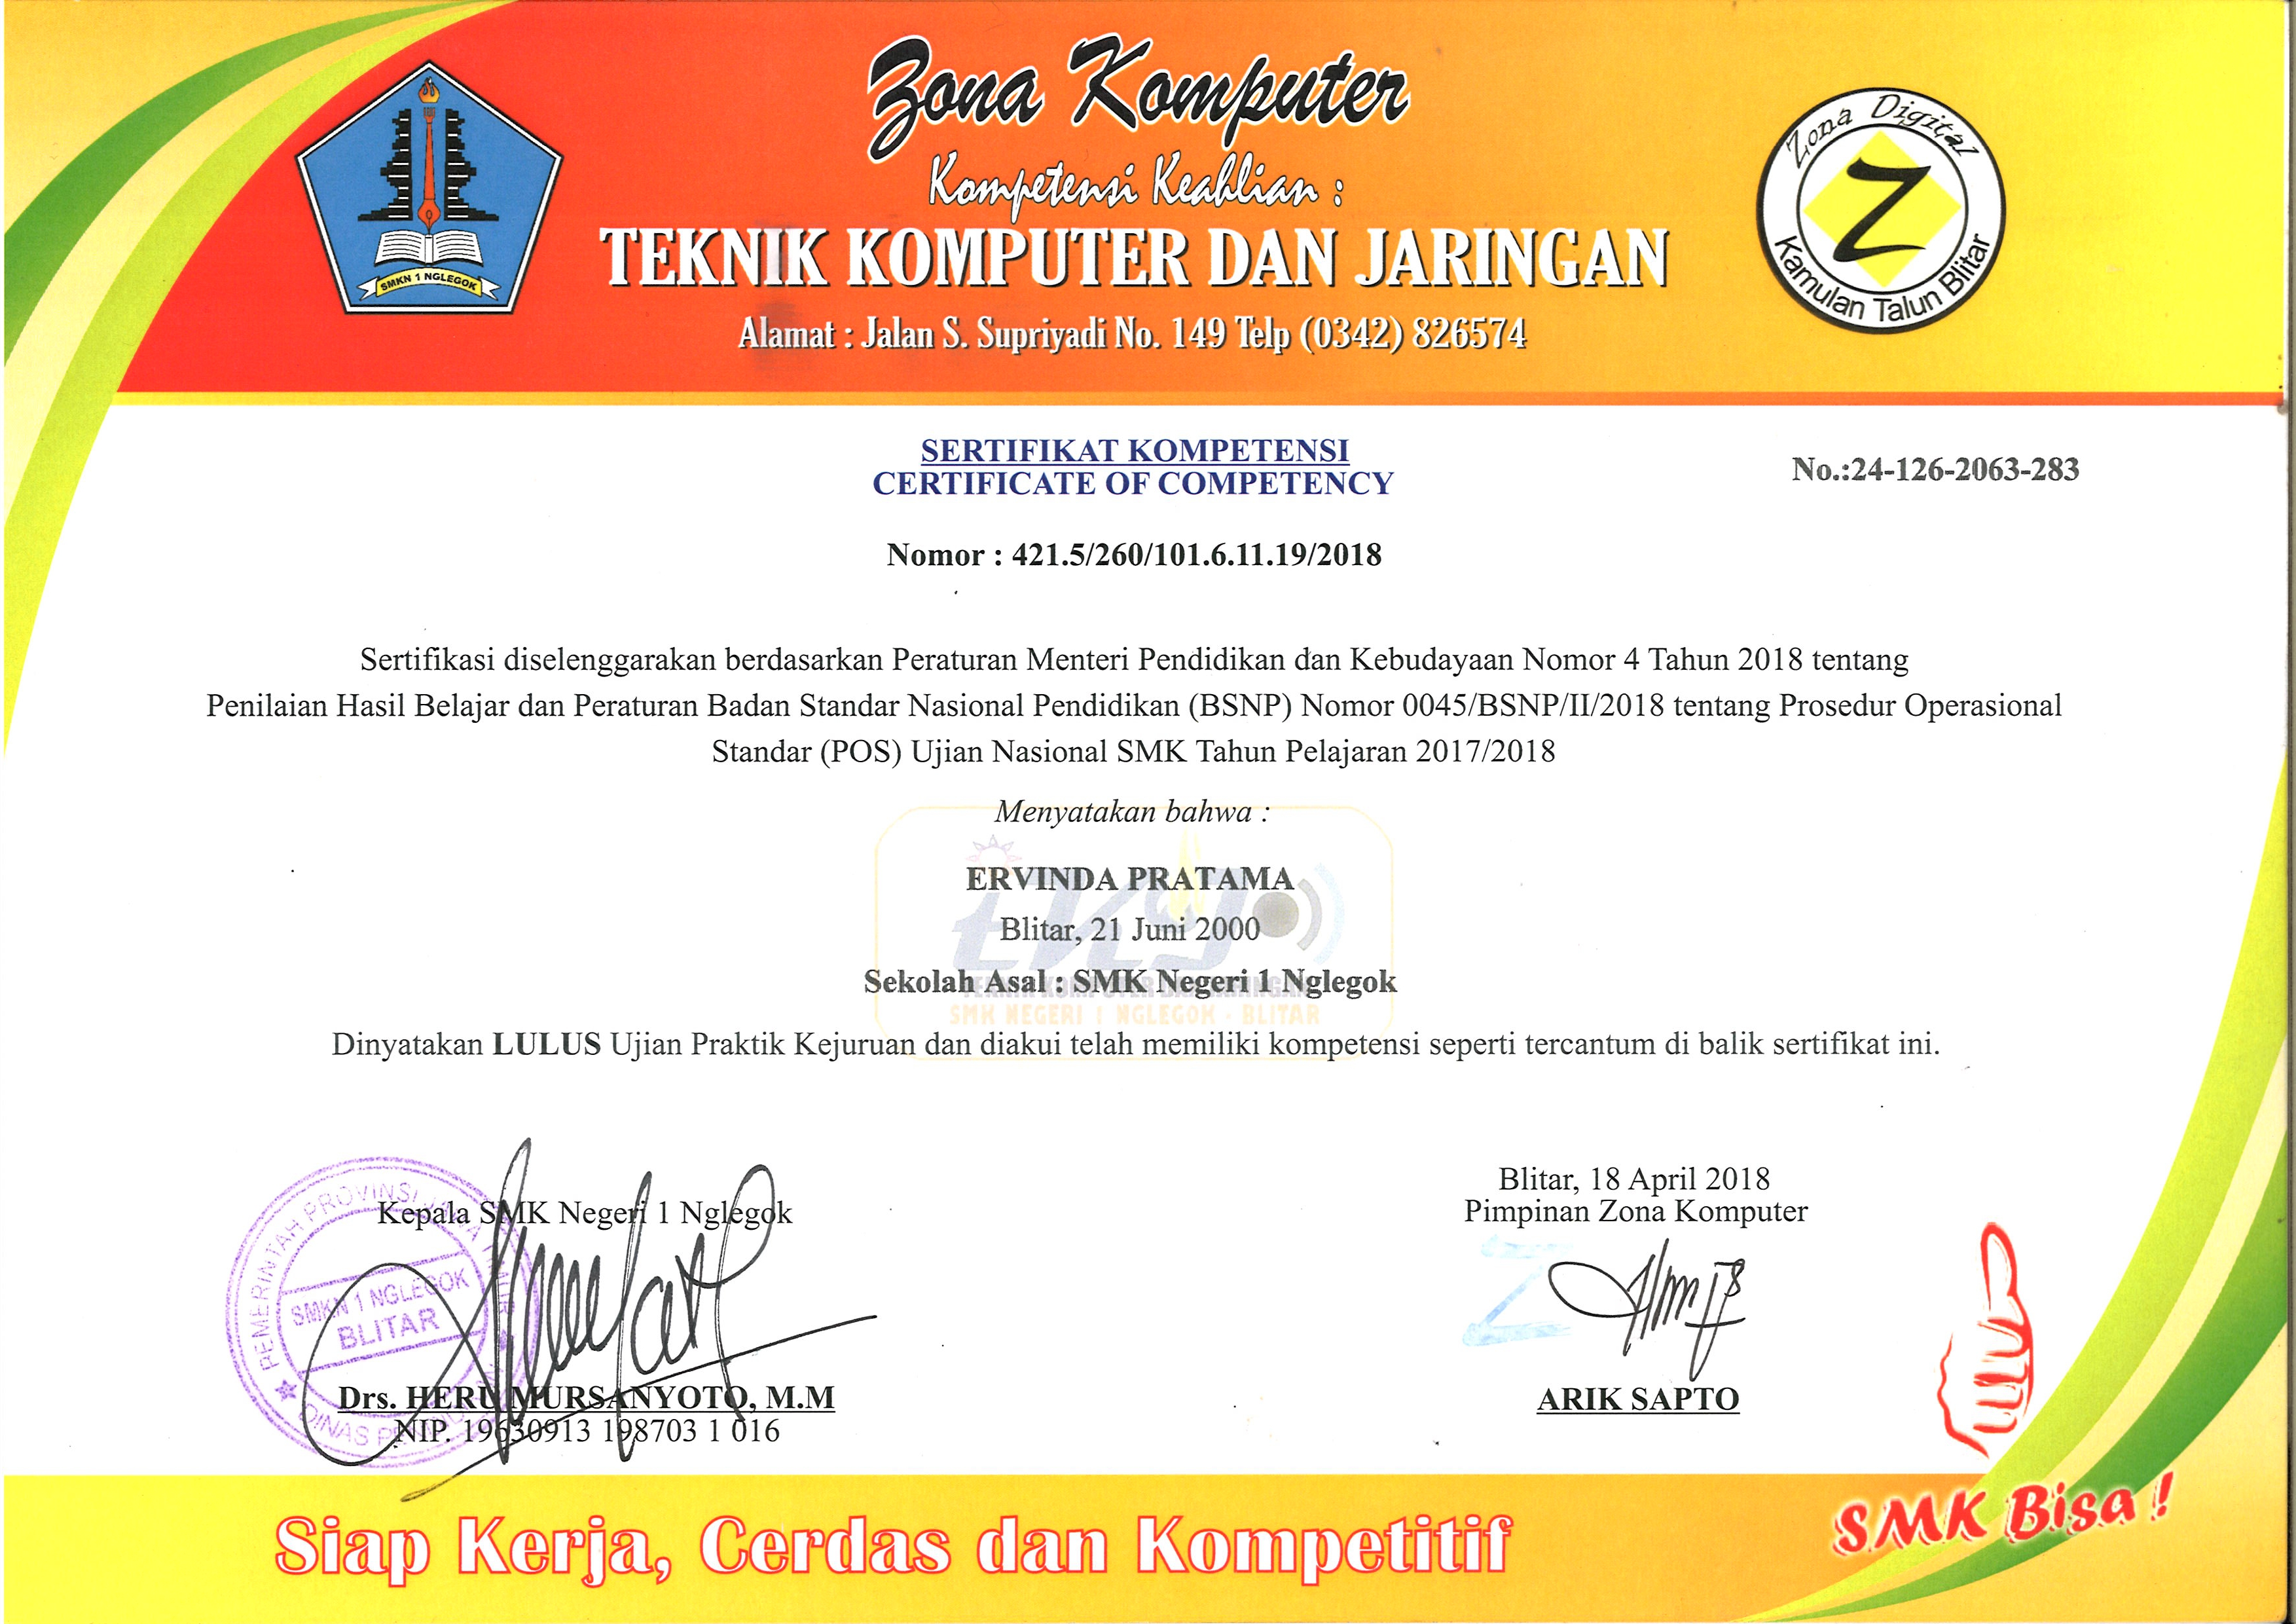 Zona Komputer
Kompetensi Keahlian :
TEKNIK KOMPUTER DAN JARINGAN
Alamat : Jalan S. Supriyadi No. 149 Telp (0342) 826574
SMKN 1 NGLEGOK
Zona Digital
Z
Kamulan Talun Blitar
SERTIFIKAT KOMPETENSI
CERTIFICATE OF COMPETENCY
No.:24-126-2063-283
Nomor : 421.5/260/101.6.11.19/2018
Sertifikasi diselenggarakan berdasarkan Peraturan Menteri Pendidikan dan Kebudayaan Nomor 4 Tahun 2018 tentang
Penilaian Hasil Belajar dan Peraturan Badan Standar Nasional Pendidikan (BSNP) Nomor 0045/BSNP/II/2018 tentang Prosedur Operasional
Standar (POS) Ujian Nasional SMK Tahun Pelajaran 2017/2018
Menyatakan bahwa :
ERVINDA PRATAMA
Blitar, 21 Juni 2000
Sekolah Asal : SMK Negeri 1 Nglegok
tkj
TEKNIK KOMPUTER DAN JARINGAN
SMK NEGERI 1 NGLEGOK - BLITAR
Dinyatakan LULUS Ujian Praktik Kejuruan dan diakui telah memiliki kompetensi seperti tercantum di balik sertifikat ini.
Kepala SMK Negeri 1 Nglegok
PEMERINTAH PROVINSI JAWA TIMUR
SMKN 1 NGLEGOK
BLITAR
DINAS
Drs. HERU MURSANYOTO, M.M
NIP. 19630913 198703 1 016
Blitar, 18 April 2018
Pimpinan Zona Komputer
Z
ARIK SAPTO
Siap Kerja, Cerdas dan Kompetitif
SMK Bisa !